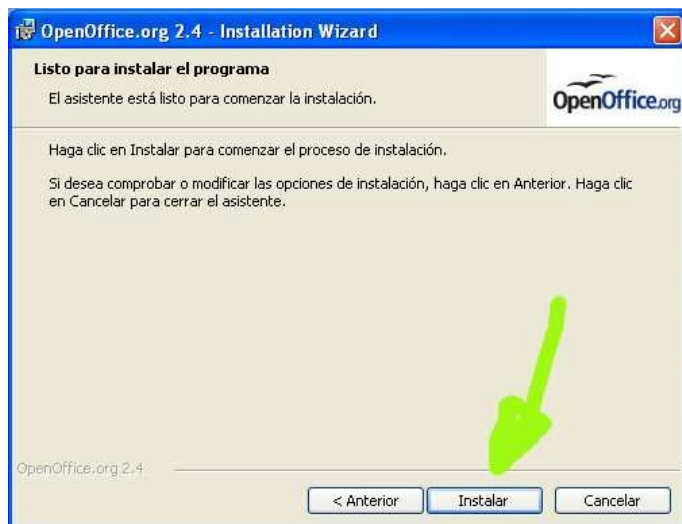 OpenOffice.org 2.4 - Installation Wizard
Listo para instalar el programa
El asistente está listo para comenzar la instalación.
OpenOffice.org
Haga clic en Instalar para comenzar el proceso de instalación.
Si desea comprobar o modificar las opciones de instalación, haga clic en Anterior. Haga clic
en Cancelar para cerrar el asistente.
OpenOffice.org 2.4
< Anterior
Instalar
Cancelar